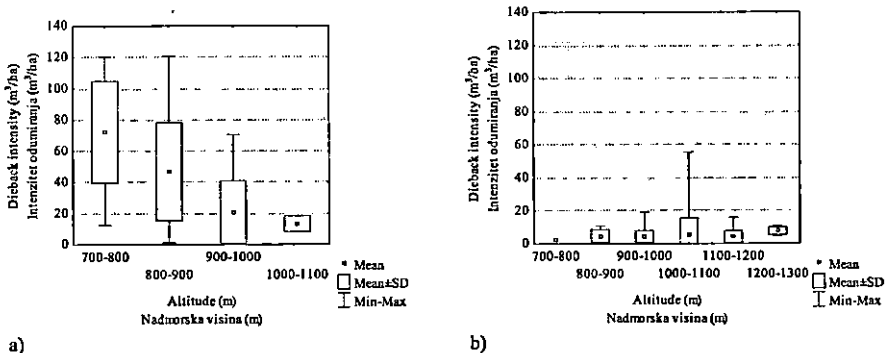 Dieback intensity (m³/ha)
Intenzitet odumiranja (m³/ha)
140
120
100
80
60
40
20
0
700-800
800-900
900-1000
1000-1100
Altitude (m)
Nadmorska visina (m)
Mean
Mean±SD
Min-Max
a)
Dieback intensity (m³/ha)
Intenzitet odumiranja (m³/ha)
140
120
100
80
60
40
20
0
700-800
800-900
900-1000
1000-1100
1100-1200
1200-1300
Altitude (m)
Nadmorska visina (m)
Mean
Mean±SD
Min-Max
b)